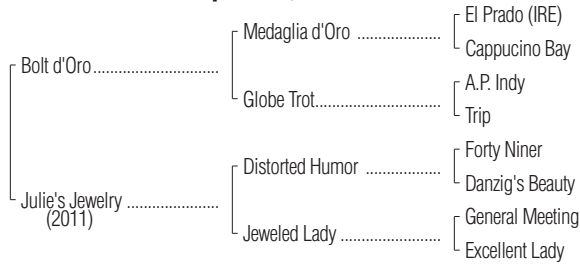 El Prado (IRE)
Medaglia d'Oro ..................
Cappucino Bay
Bolt d'Oro...........................
A.P. Indy
Globe Trot...........................
Trip
Forty Niner
Distorted Humor ................
Danzig's Beauty
Julie's Jewelry ...................
(2011)
General Meeting
Jeweled Lady .....................
Excellent Lady